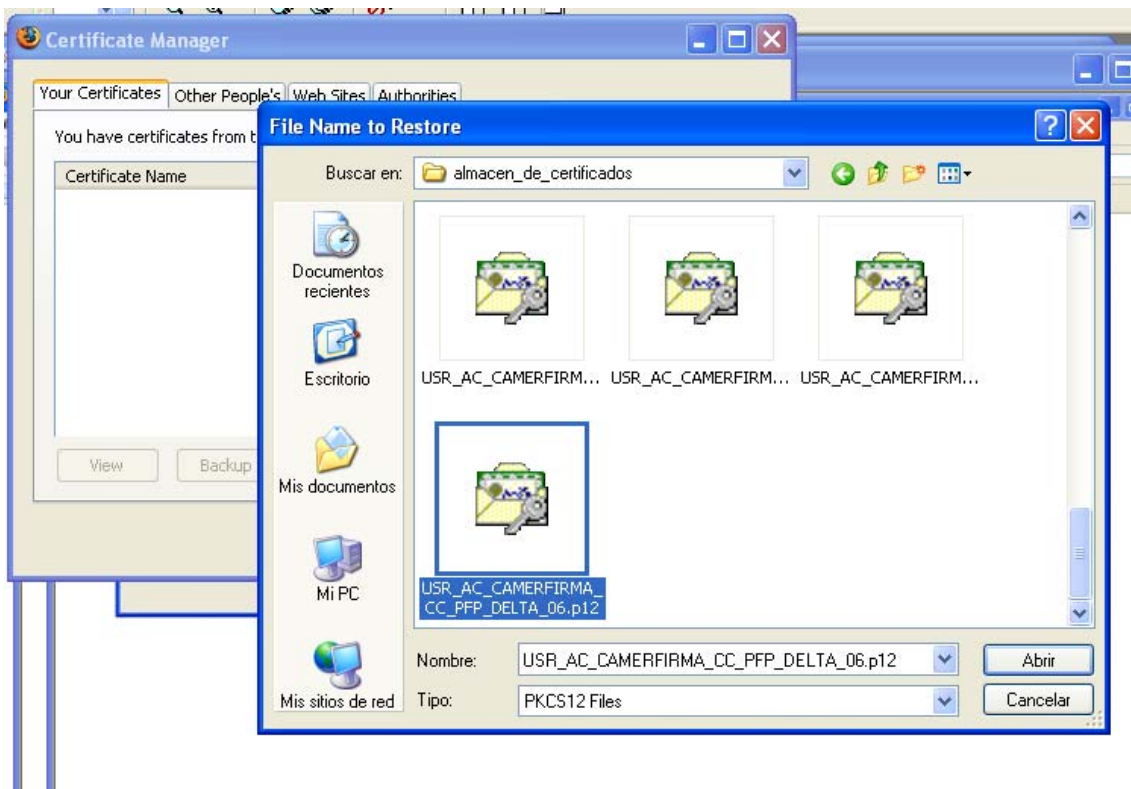 Certificate Manager
Your Certificates
Other People's
Web Sites
Authorities
You have certificates from t
Certificate Name
View
Backup
File Name to Restore
Buscar en:
almacen_de_certificados
Documentos
recientes
Escritorio
Mis documentos
Mi PC
Mis sitios de red
USR_AC_CAMERFIRM...
USR_AC_CAMERFIRM...
USR_AC_CAMERFIRM...
USR_AC_CAMERFIRMA_
CC_PFP_DELTA_06.p12
Nombre:
USR_AC_CAMERFIRMA_CC_PFP_DELTA_06.p12
Abrir
Tipo:
PKCS12 Files
Cancelar